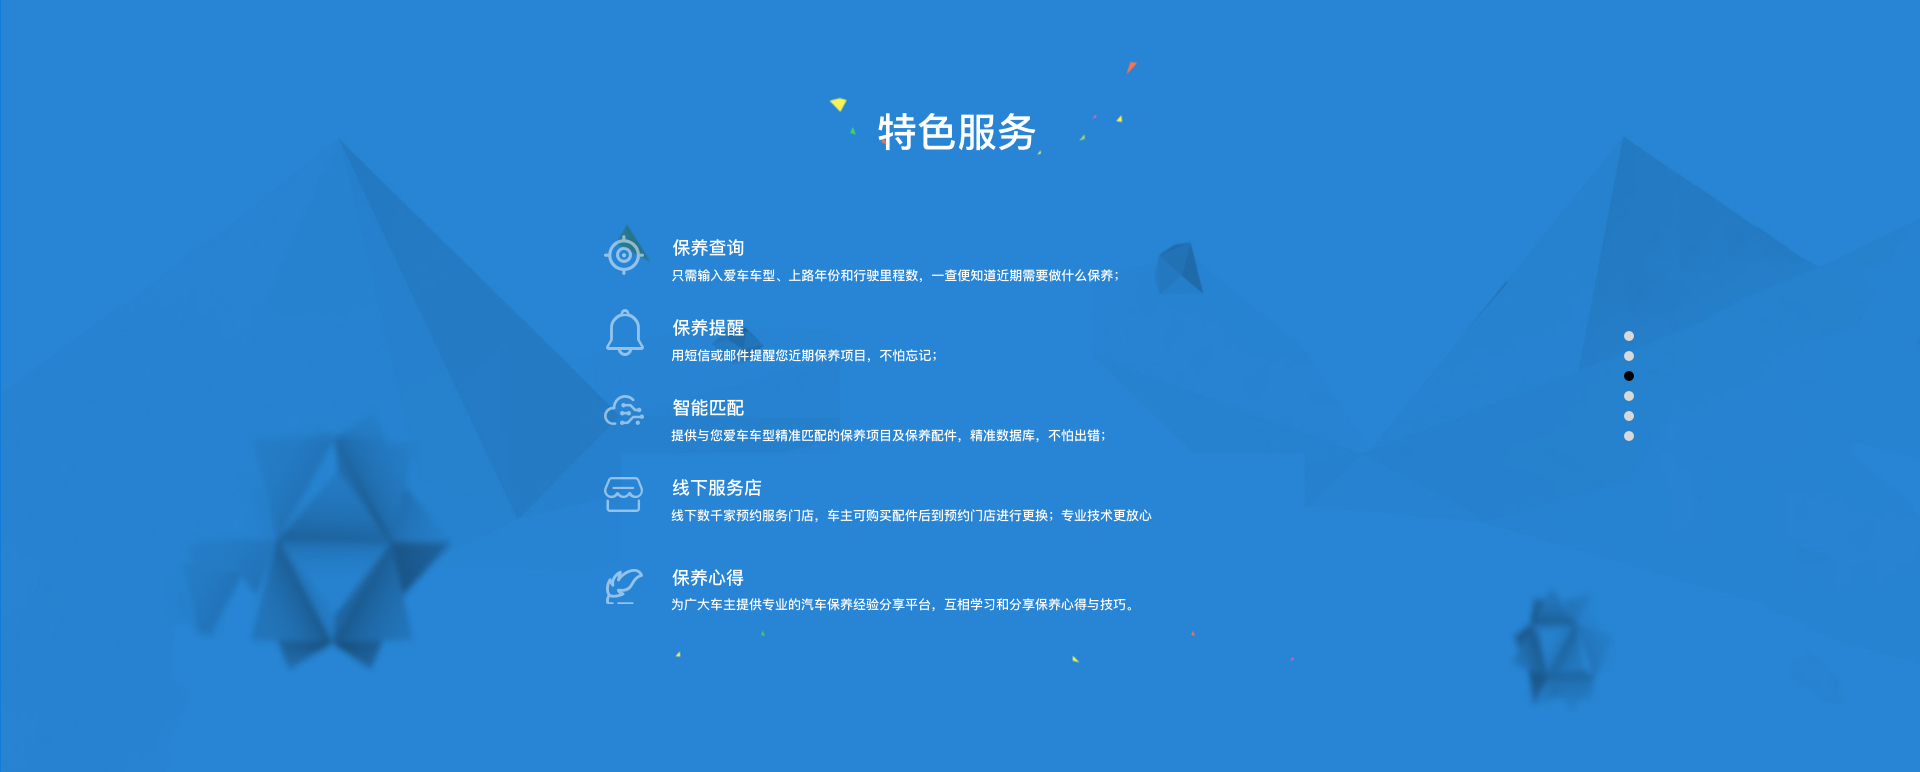 特色服务
保养查询
只需输入爱车车型、上路年份和行驶里程数，一查便知道近期需要做什么保养；
保养提醒
用短信或邮件提醒您近期保养项目，不怕忘记；
智能匹配
提供与您爱车车型精准匹配的保养项目及保养配件，精准数据库，不怕出错；
线下服务店
线下数千家预约服务门店，车主可购买配件后到预约门店进行更换；专业技术更放心
保养心得
为广大车主提供专业的汽车保养经验分享平台，互相学习和分享保养心得与技巧。